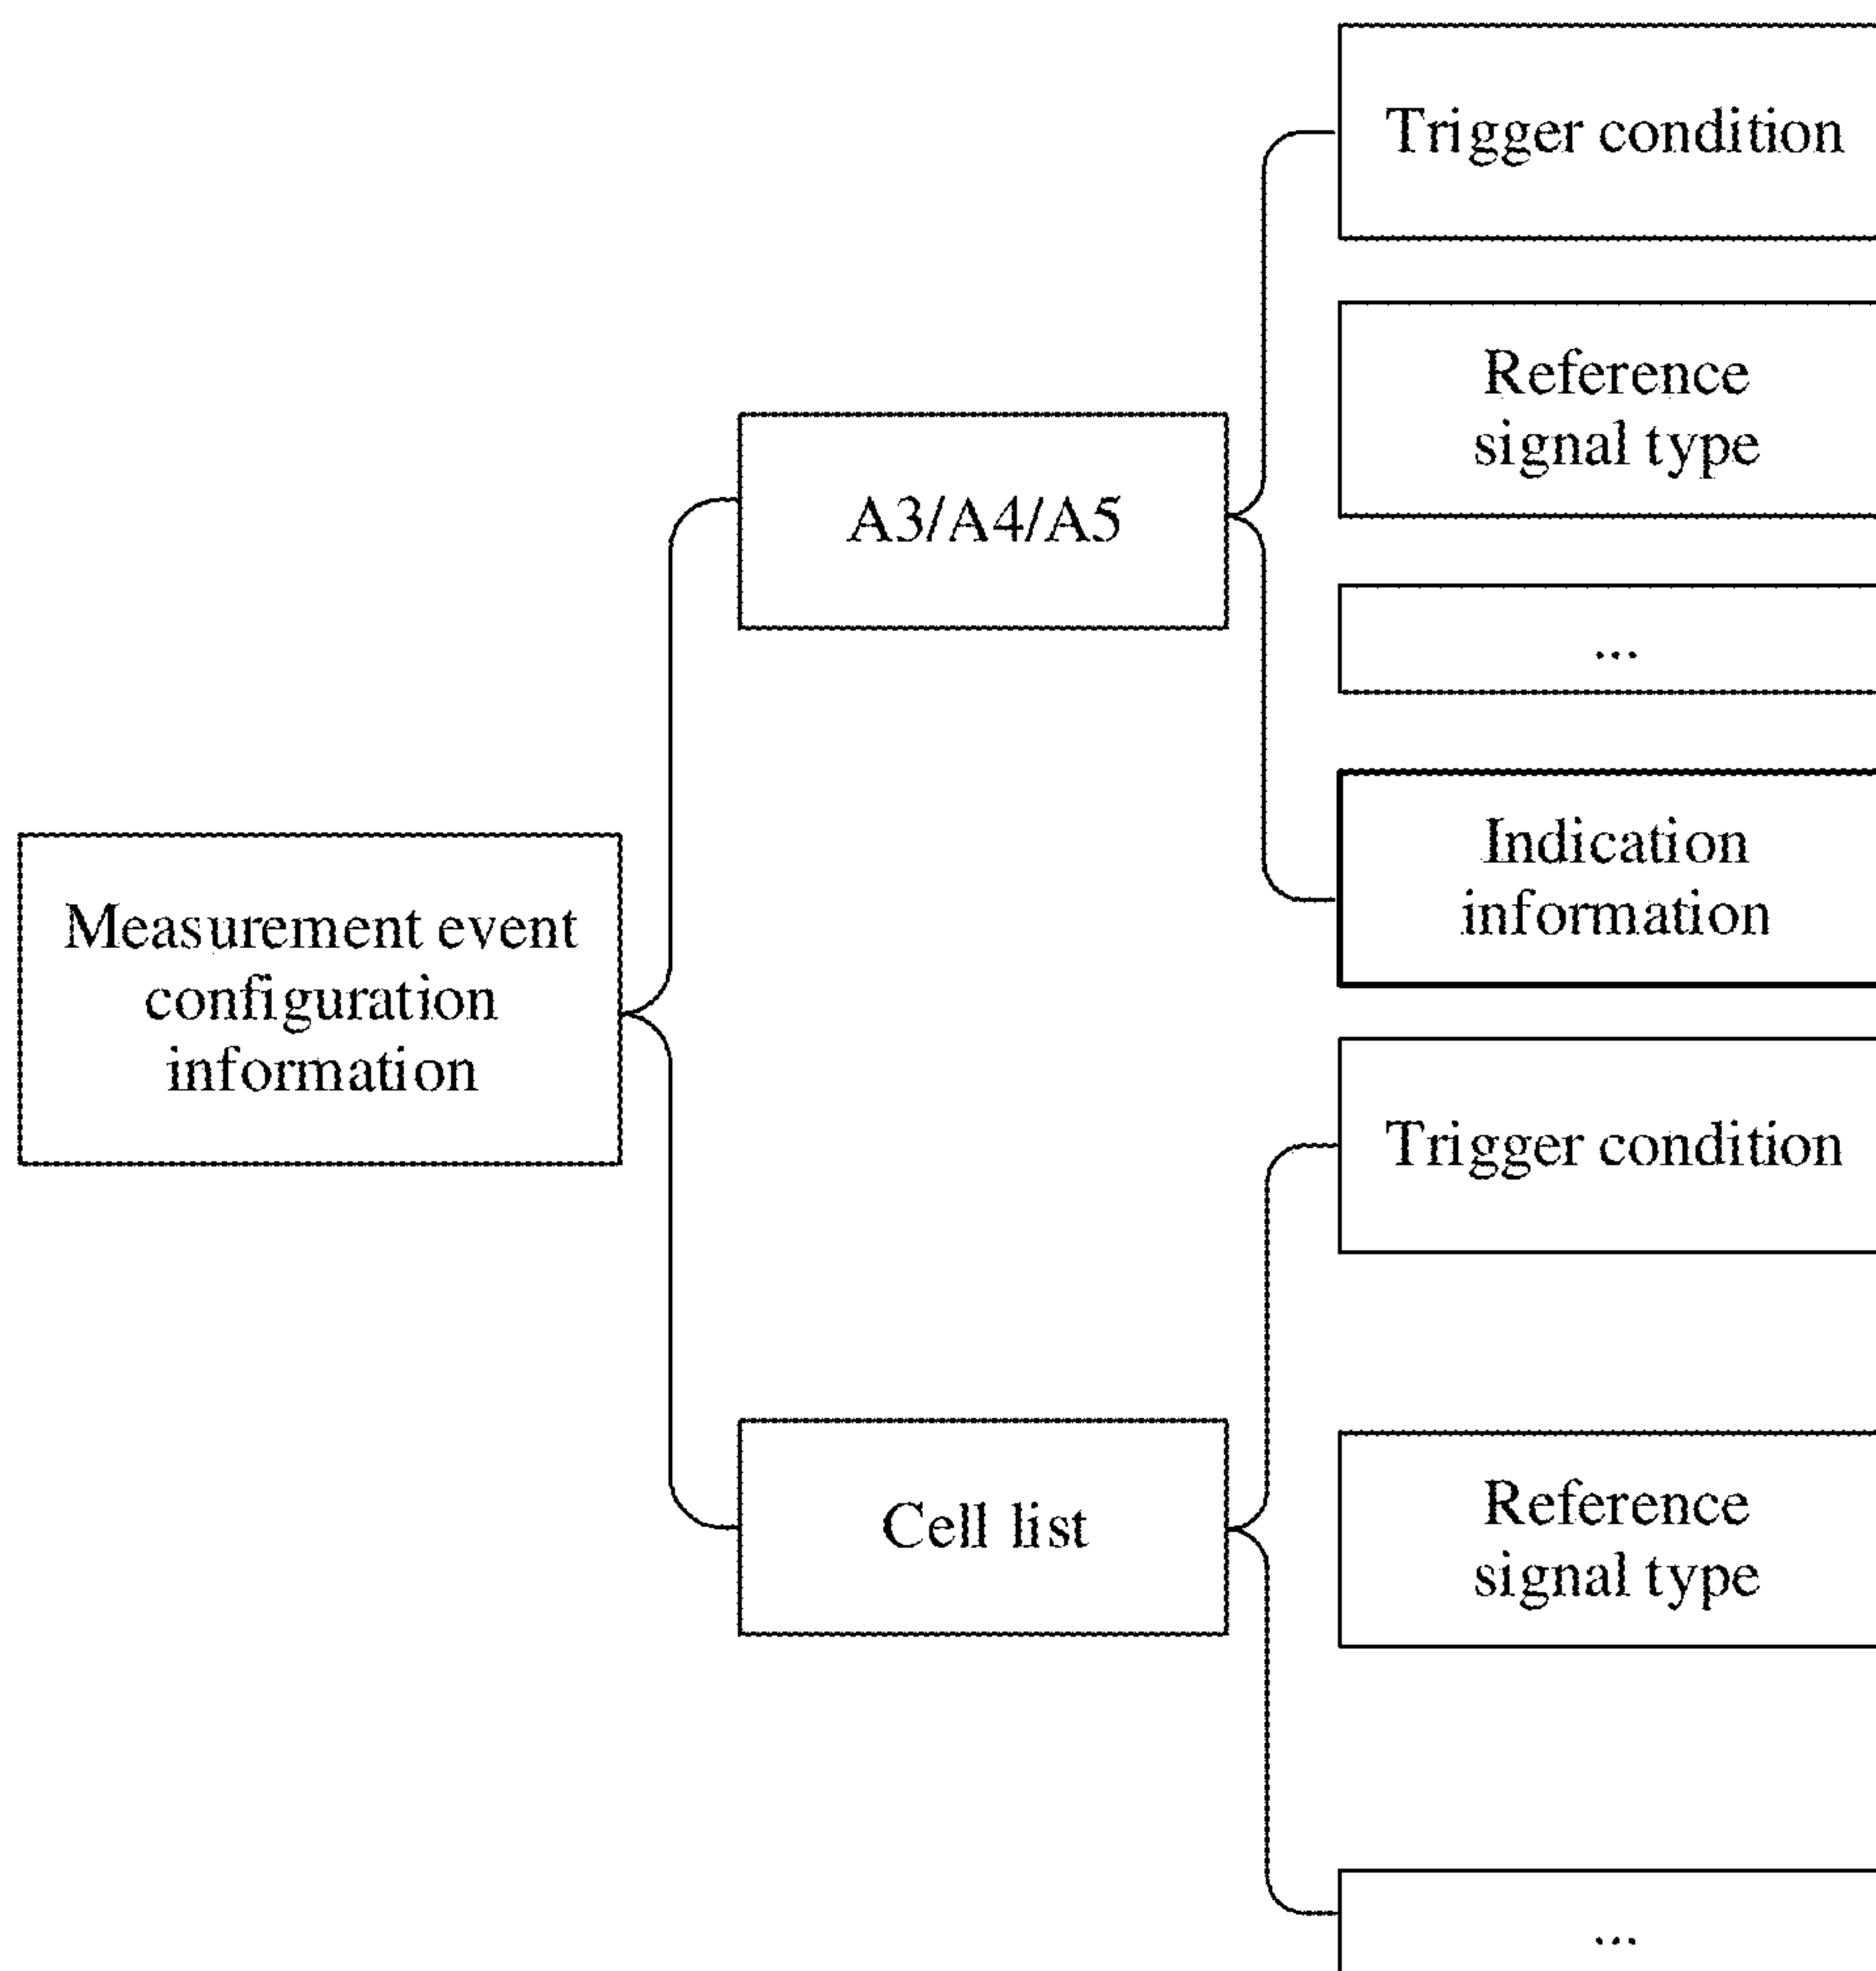 Measurement event
configuration
information
A3/A4/A5
Trigger condition
Reference
signal type
...
Indication
information
Cell list
Trigger condition
Reference
signal type
...